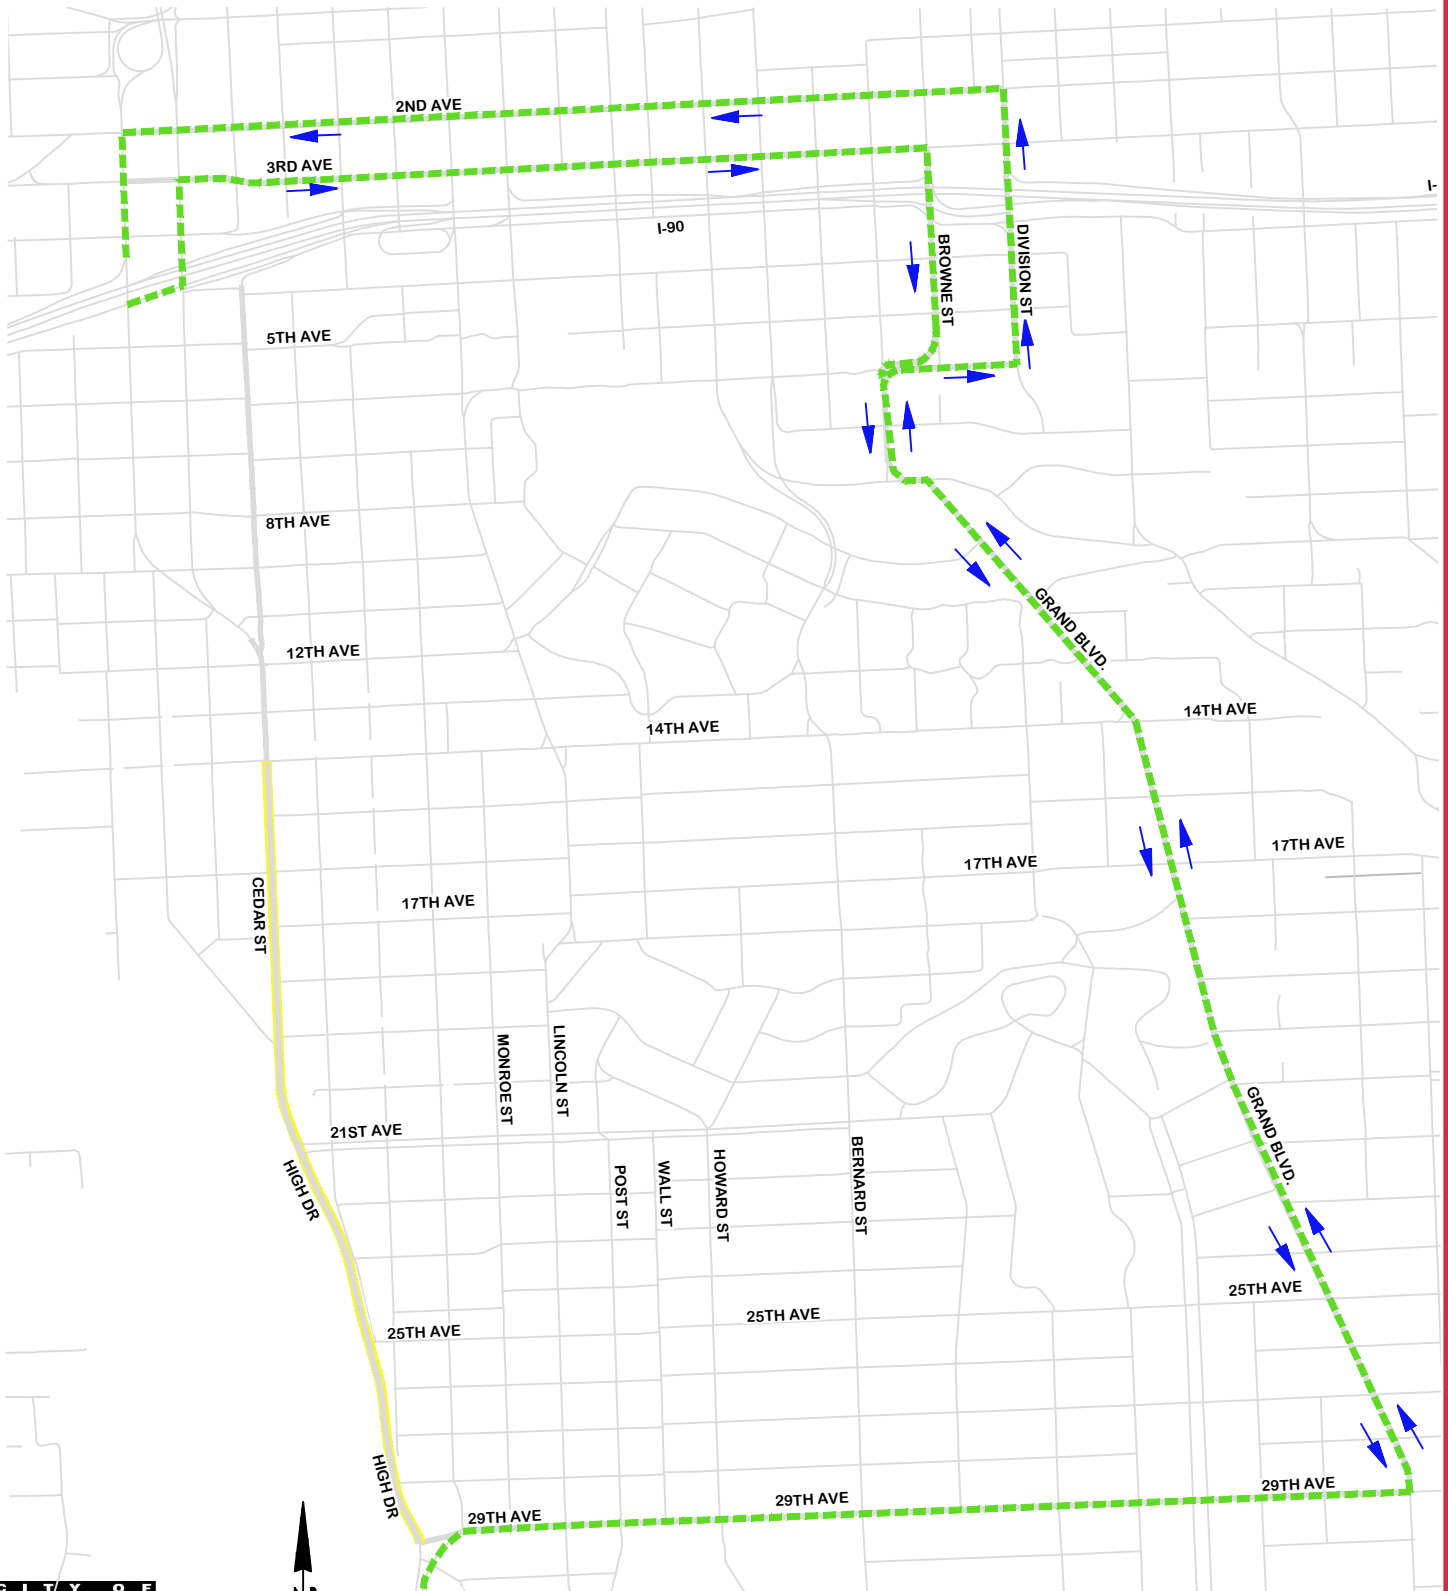 2ND AVE
3RD AVE
I-
I-90
BROWNE ST
DIVISION ST
5TH AVE
8TH AVE
GRAND BLVD.
12TH AVE
14TH AVE
14TH AVE
17TH AVE
17TH AVE
17TH AVE
CEDAR ST
LINCOLN ST
MONROE ST
GRAND BLVD.
21ST AVE
BERNARD ST
HOWARD ST
WALL ST
POST ST
HIGH DR
25TH AVE
25TH AVE
25TH AVE
HIGH DR
29TH AVE
29TH AVE
29TH AVE
CITY OF